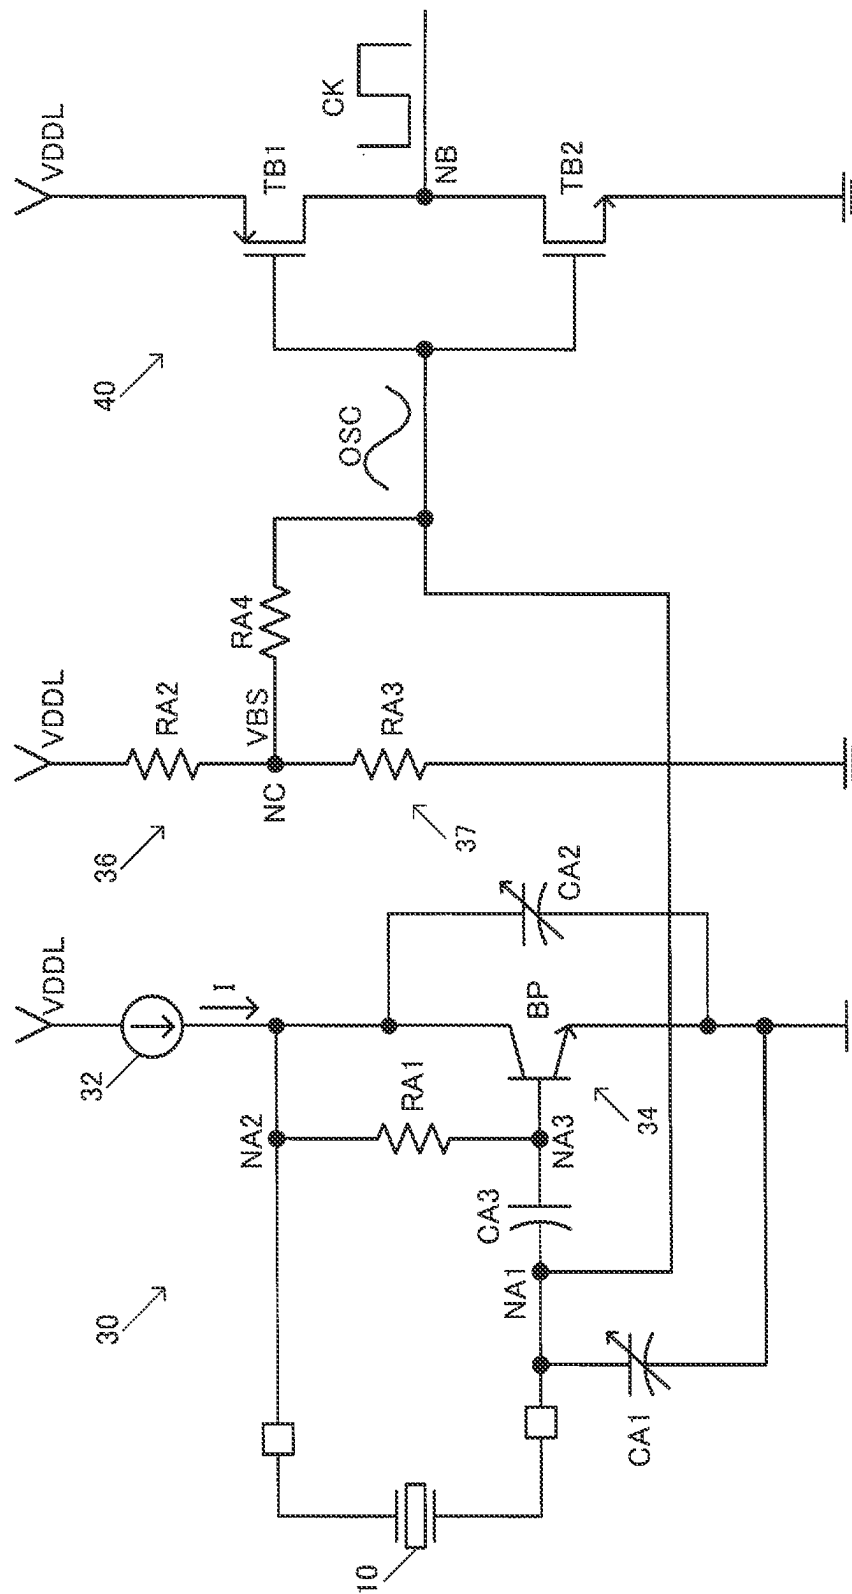 30
32
VDDL
I
NA2
RA1
BP
CA2
NA3
CA3
NA1
34
CA1
10
36
VDDL
RA2
VBS
NC
RA3
37
RA4
OSC
40
VDDL
TB1
CK
NB
TB2